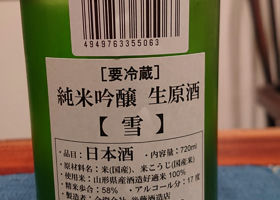 4949763355063
［要冷蔵］
純米吟醸 生原酒
【雪】
・品目：日本酒 ・内容量：720ml
・原材料名：米(国産)、米こうじ(国産米)
・使用米：山形県産酒造好適米100%
・精米歩合：58% ・アルコール分：17度